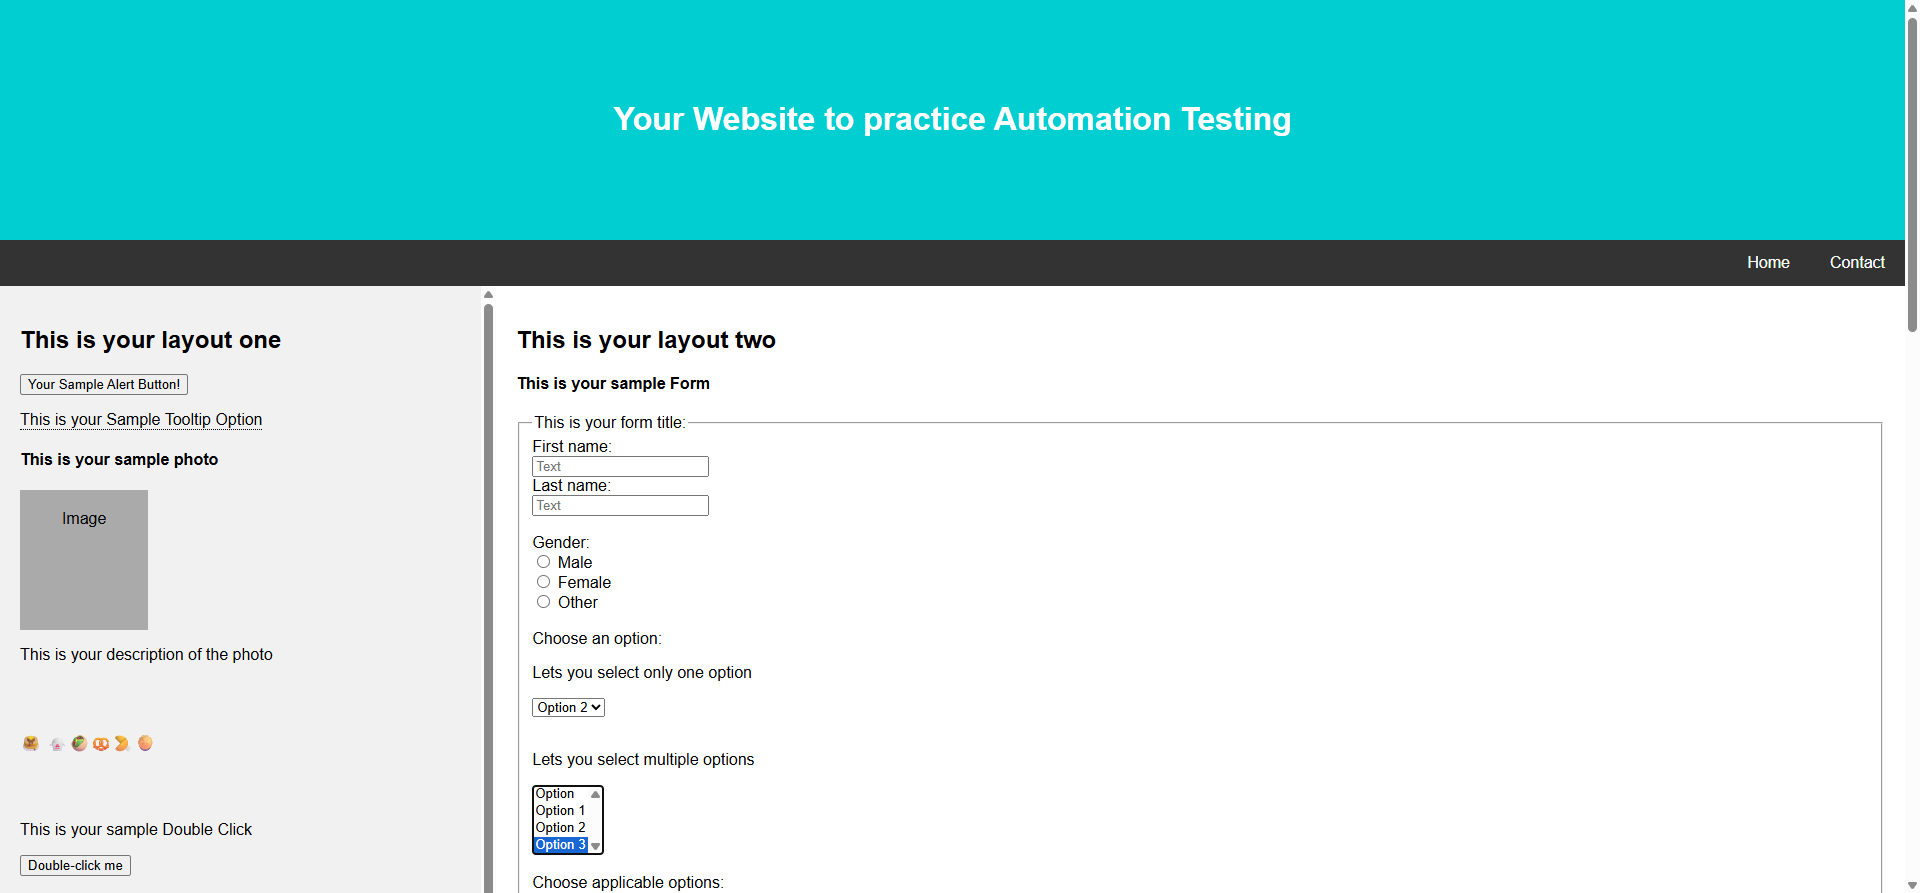 Your Website to practice Automation Testing
Home
Contact
This is your layout one
Your Sample Alert Button!
This is your Sample Tooltip Option
This is your sample photo
Image
This is your description of the photo
This is your sample Double Click
Double-click me
This is your layout two
This is your sample Form
This is your form title:
First name:
Text
Last name:
Text
Gender:
Male
Female
Other
Choose an option:
Lets you select only one option
Option 2
Lets you select multiple options
Option
Option 1
Option 2
Option 3
Choose applicable options: